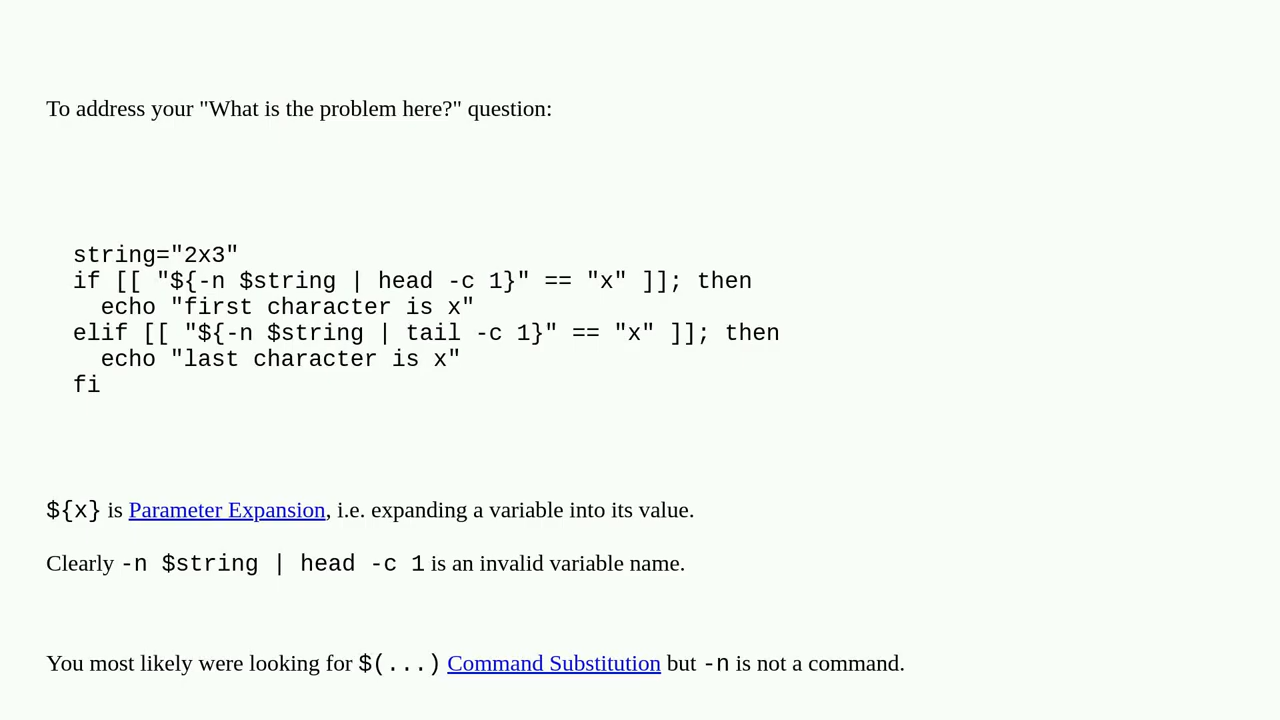 To address your "What is the problem here?" question:
string="2x3"
if [[ "${-n $string | head -c 1}" == "x" ]]; then
  echo "first character is x"
elif [[ "${-n $string | tail -c 1}" == "x" ]]; then
  echo "last character is x"
fi
${x} is Parameter Expansion, i.e. expanding a variable into its value.
Clearly -n $string | head -c 1 is an invalid variable name.
You most likely were looking for $(...) Command Substitution but -n is not a command.